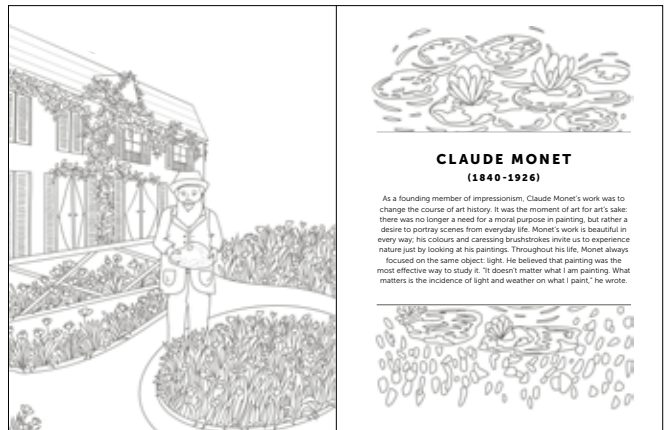 CLAUDE MONET
(1840-1926)
As a founding member of impressionism, Claude Monet's work was to
change the course of art history. It was the moment of art for art's sake:
there was no longer a need for a moral purpose in painting, but rather a
desire to portray scenes from everyday life. Monet's work is beautiful in
every way; his colours and caressing brushstrokes invite us to experience
nature just by looking at his paintings. Throughout his life, Monet always
focused on the same object: light. He believed that painting was the
most effective way to study it. "It doesn't matter what I am painting. What
matters is the incidence of light and weather on what I paint," he wrote.